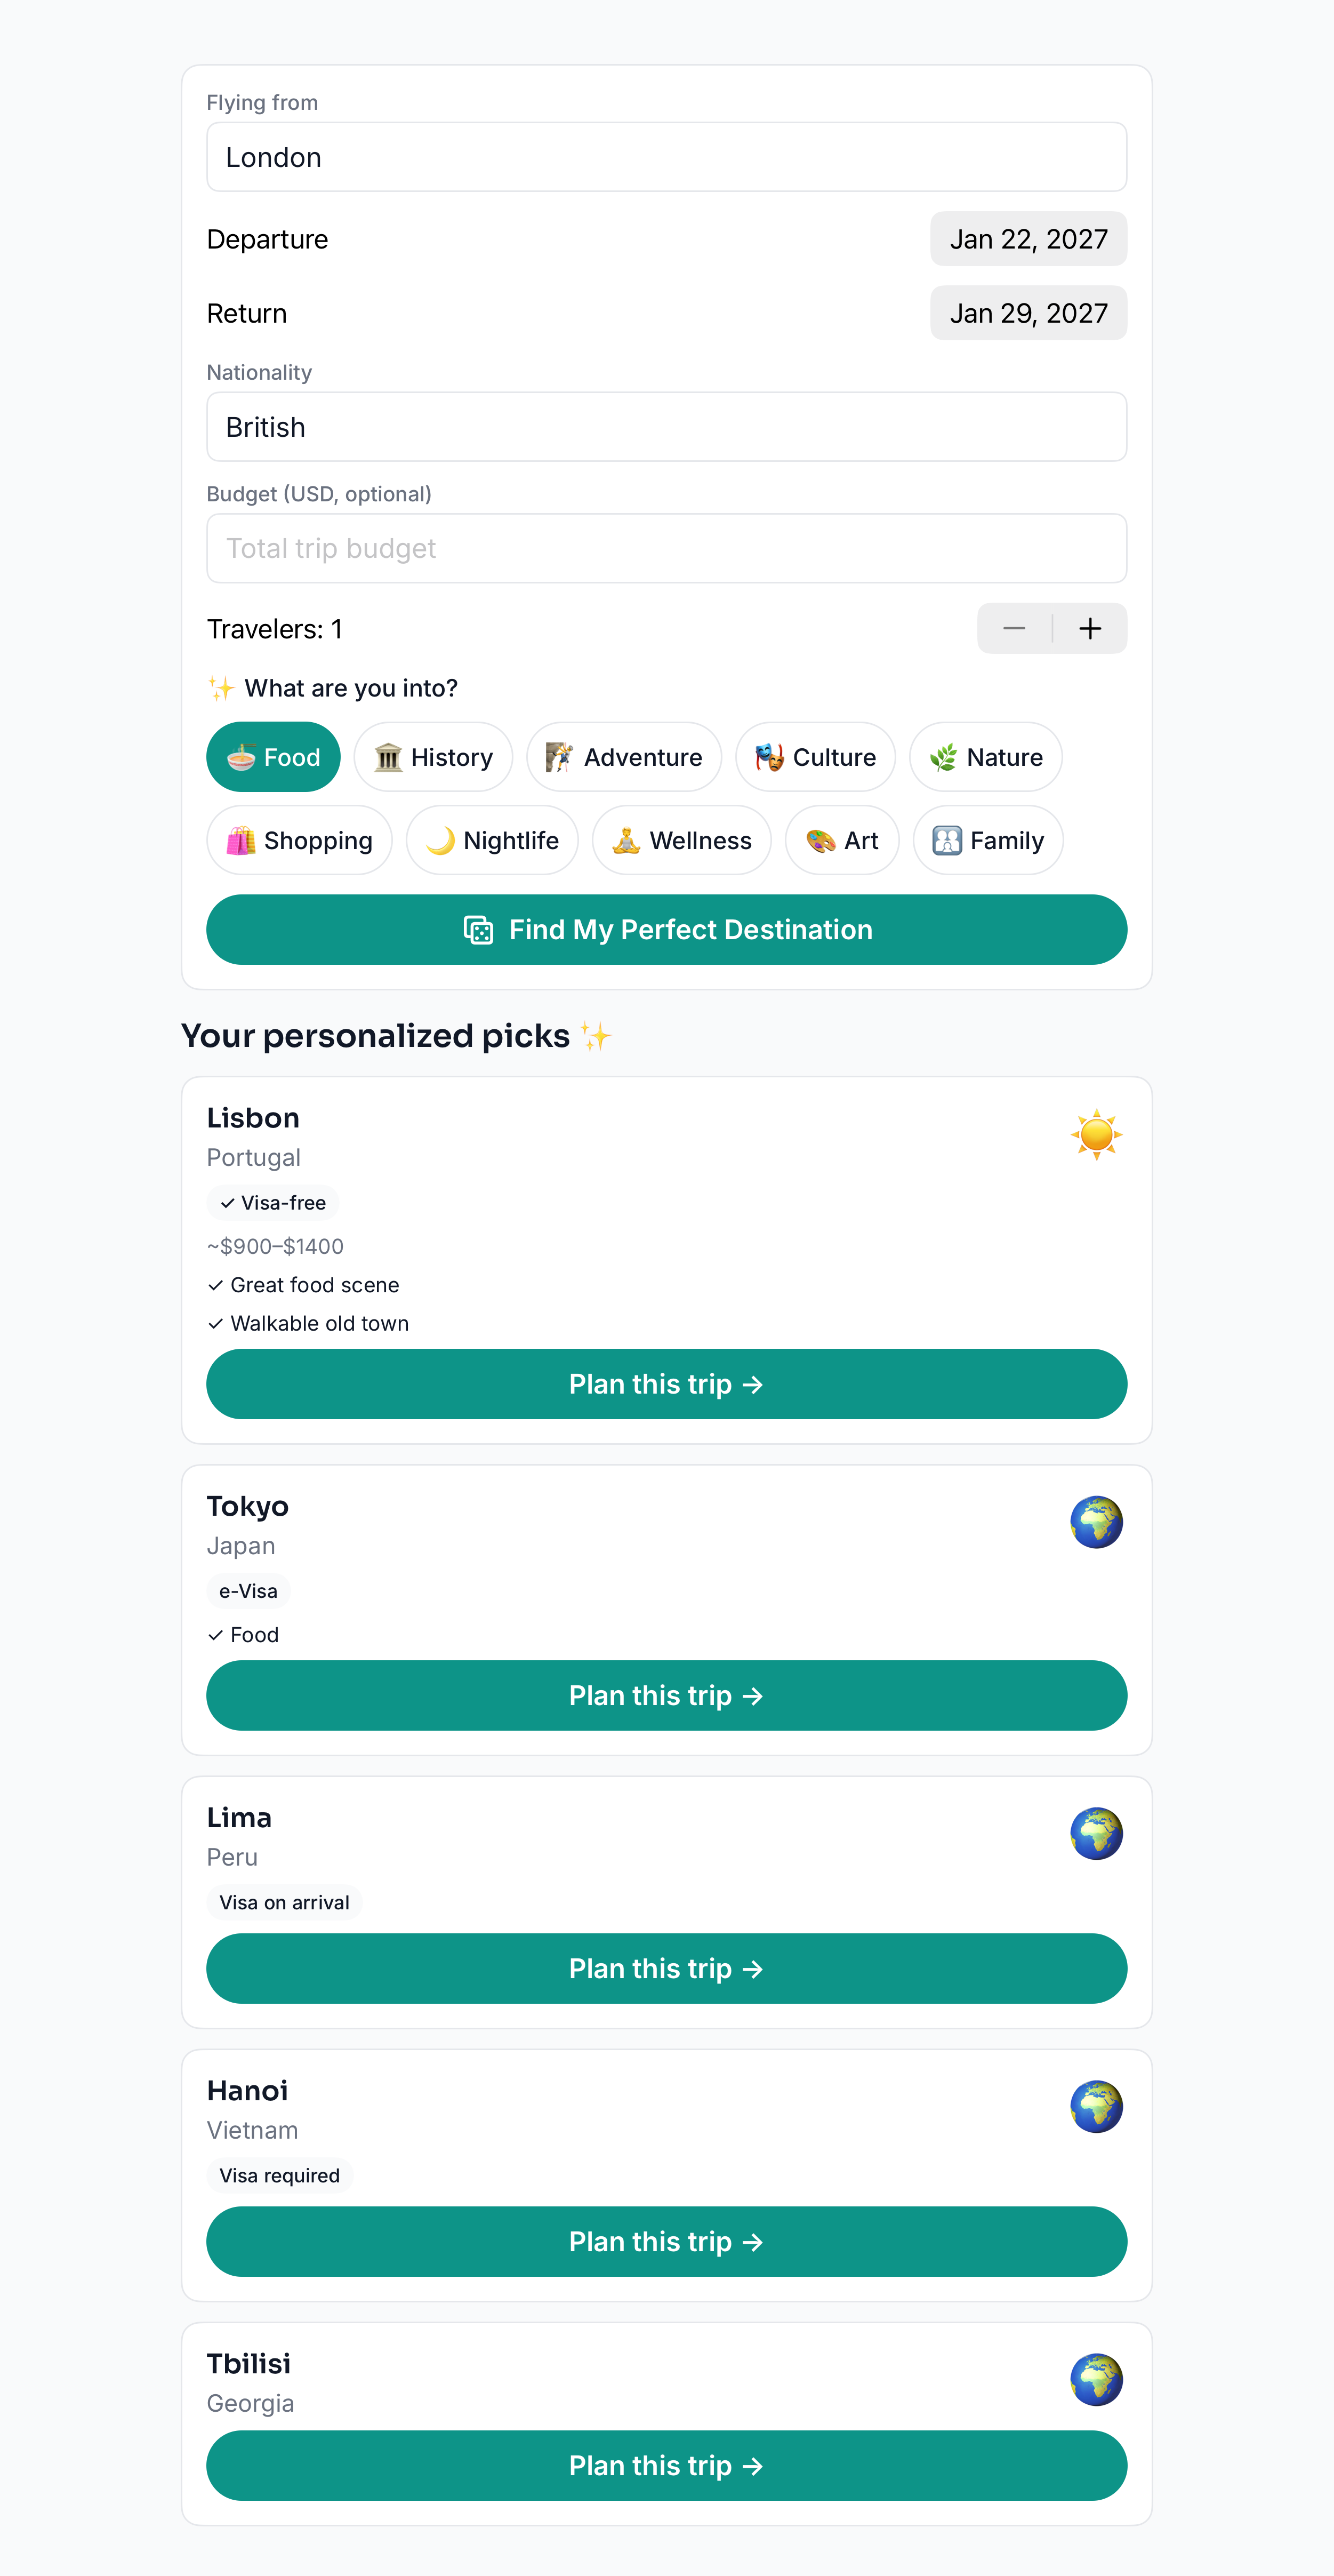 Flying from
London
Departure
Jan 22, 2027
Return
Jan 29, 2027
Nationality
British
Budget (USD, optional)
Total trip budget
Travelers: 1
✨ What are you into?
🍜 Food 🏛️ History 🧗 Adventure 🎭 Culture 🌿 Nature
🛍️ Shopping 🌙 Nightlife 🧘 Wellness 🎨 Art 👪 Family
Find My Perfect Destination
Your personalized picks ✨
Lisbon
Portugal
✓ Visa-free
~$900–$1400
✓ Great food scene
✓ Walkable old town
Plan this trip →
Tokyo
Japan
e-Visa
✓ Food
Plan this trip →
Lima
Peru
Visa on arrival
Plan this trip →
Hanoi
Vietnam
Visa required
Plan this trip →
Tbilisi
Georgia
Plan this trip →